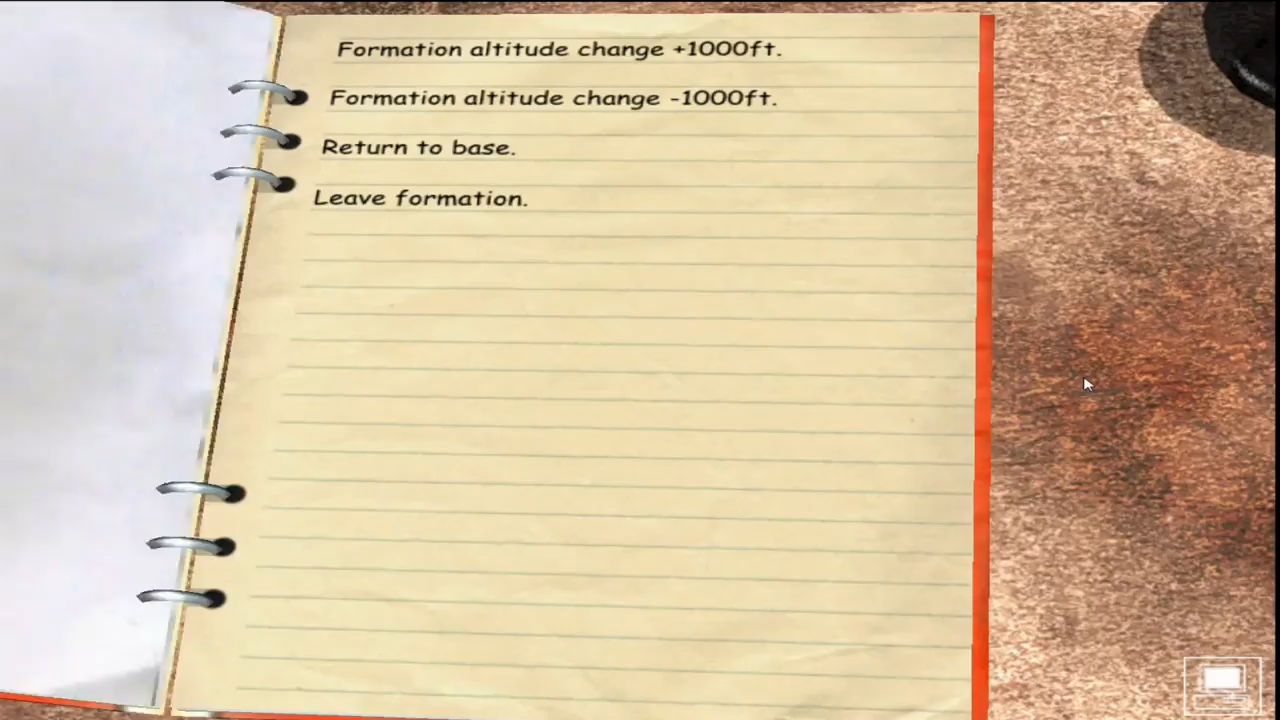 Formation altitude change +1000ft.
Formation altitude change -1000ft.
Return to base.
Leave formation.